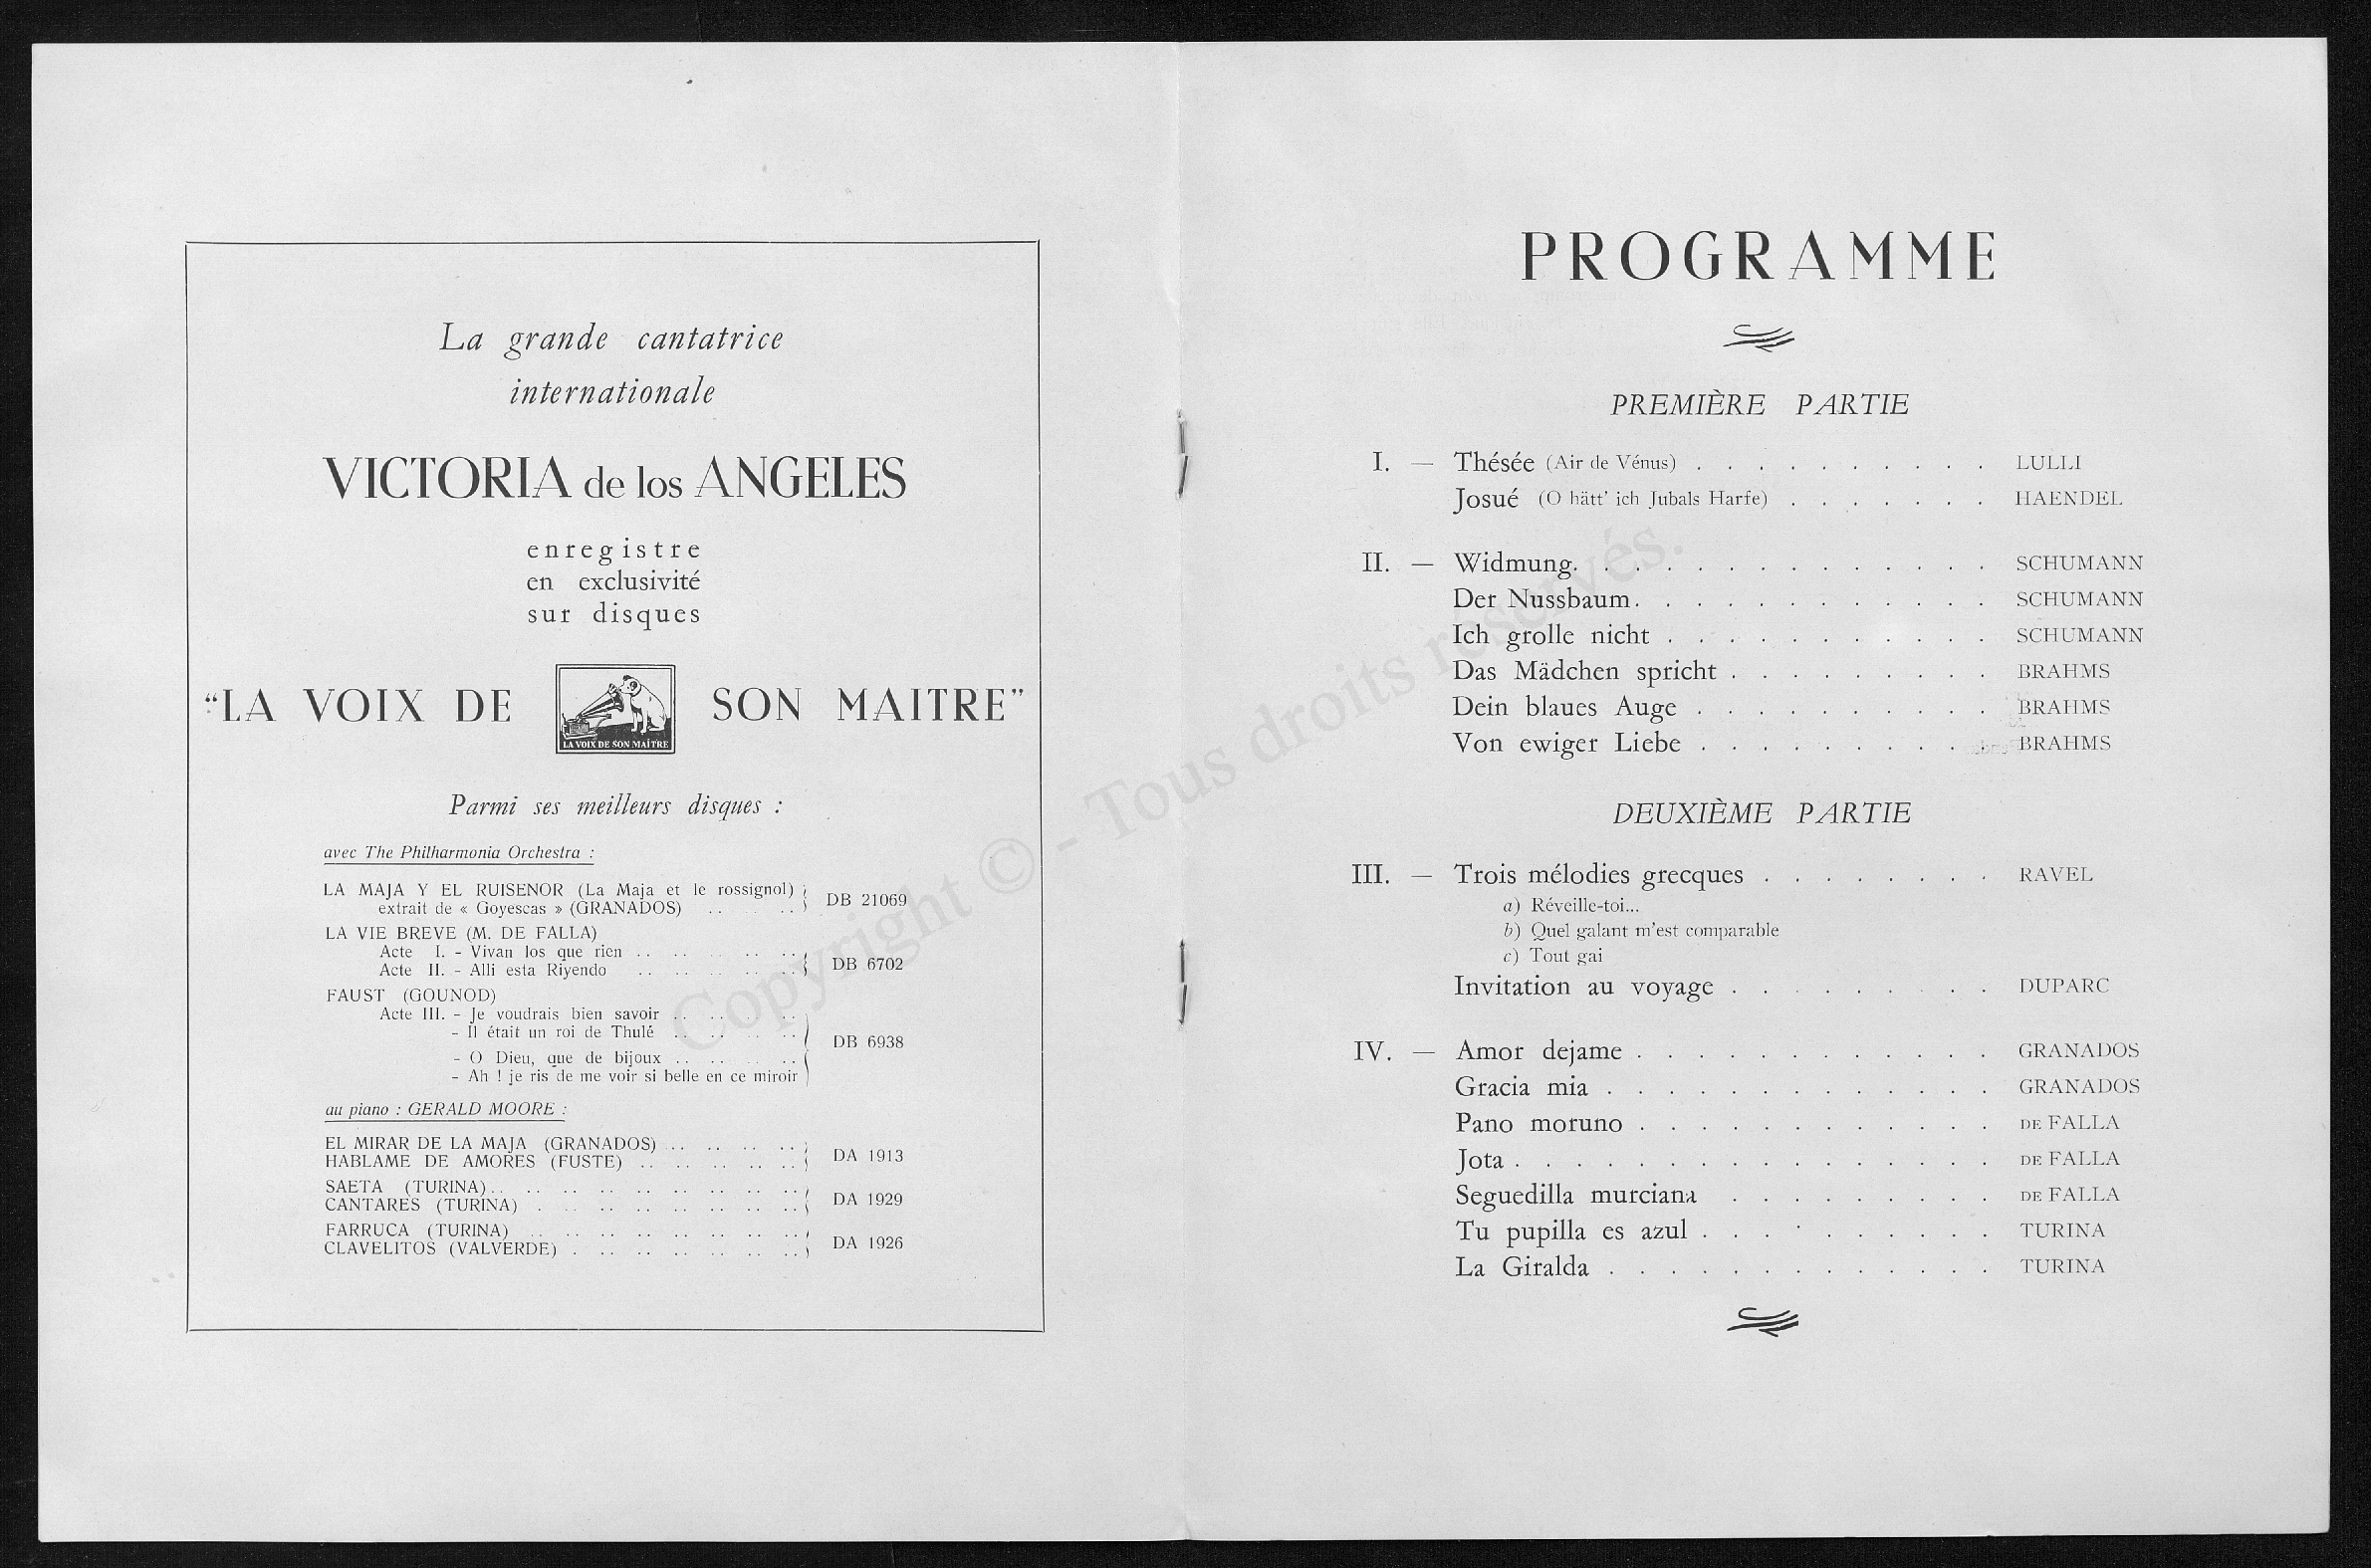 La grande cantatrice
internationale
VICTORIA de los ANGELES
enregistre
en exclusivité
sur disques
“LA VOIX DE SON MAITRE”
LA VOIX DE SON MAÎTRE
Parmi ses meilleurs disques :
avec The Philharmonia Orchestra :
LA MAJA Y EL RUISENOR (La Maja et le rossignol)
extrait de « Goyescas » (GRANADOS) .. .. .. DB 21069
LA VIE BREVE (M. DE FALLA)
Acte I. - Vivan los que rien .. .. .. .. ..
Acte II. - Alli esta Riyendo .. .. .. .. .. DB 6702
FAUST (GOUNOD)
Acte III. - Je voudrais bien savoir .. .. .. ..
- Il était un roi de Thulé .. .. .. ..
- O Dieu, que de bijoux .. .. .. .. DB 6938
- Ah ! je ris de me voir si belle en ce miroir
au piano : GERALD MOORE :
EL MIRAR DE LA MAJA (GRANADOS) .. .. .. ..
HABLAME DE AMORES (FUSTE) .. .. .. .. .. DA 1913
SAETA (TURINA) .. .. .. .. .. .. .. .. ..
CANTARES (TURINA) . .. .. .. .. .. .. .. DA 1929
FARRUCA (TURINA) .. .. .. .. .. .. .. ..
CLAVELITOS (VALVERDE) . .. .. .. .. .. .. DA 1926
PROGRAMME
PREMIÈRE PARTIE
I. — Thésée (Air de Vénus) . . . . . . . . . . LULLI
Josué (O hätt' ich Jubals Harfe) . . . . . . . HAENDEL
II. — Widmung. . . . . . . . . . . . . . SCHUMANN
Der Nussbaum. . . . . . . . . . . . SCHUMANN
Ich grolle nicht . . . . . . . . . . . SCHUMANN
Das Mädchen spricht . . . . . . . . . BRAHMS
Dein blaues Auge . . . . . . . . . . BRAHMS
Von ewiger Liebe . . . . . . . . . . BRAHMS
DEUXIÈME PARTIE
III. — Trois mélodies grecques . . . . . . . . RAVEL
a) Réveille-toi...
b) Quel galant m'est comparable
c) Tout gai
Invitation au voyage . . . . . . . . . DUPARC
IV. — Amor dejame . . . . . . . . . . . . GRANADOS
Gracia mia . . . . . . . . . . . . . GRANADOS
Pano moruno . . . . . . . . . . . . DE FALLA
Jota . . . . . . . . . . . . . . . . DE FALLA
Seguedilla murciana . . . . . . . . . DE FALLA
Tu pupilla es azul . . . . . . . . . . TURINA
La Giralda . . . . . . . . . . . . . TURINA
Copyright © - Tous droits réservés.